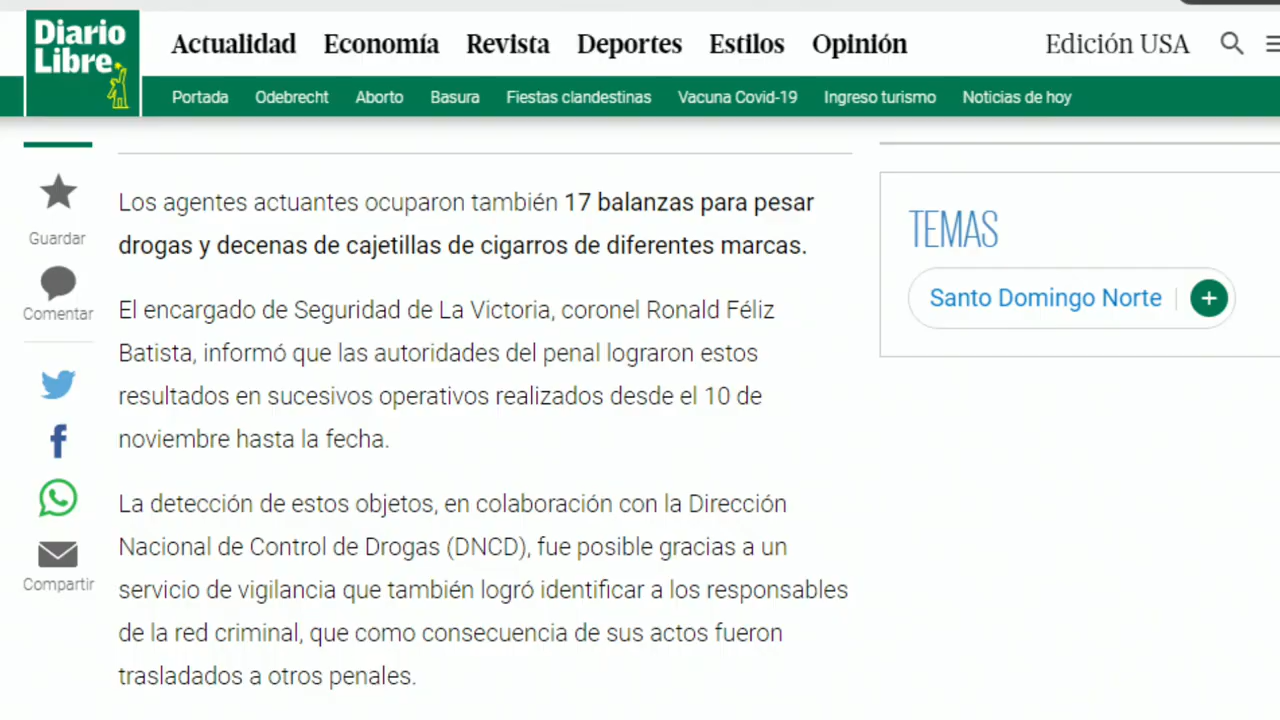 Diario
Libre
Actualidad Economía Revista Deportes Estilos Opinión Edición USA
Portada Odebrecht Aborto Basura Fiestas clandestinas Vacuna Covid-19 Ingreso turismo Noticias de hoy
Guardar
Comentar
Compartir
Los agentes actuantes ocuparon también 17 balanzas para pesar
drogas y decenas de cajetillas de cigarros de diferentes marcas.
El encargado de Seguridad de La Victoria, coronel Ronald Féliz
Batista, informó que las autoridades del penal lograron estos
resultados en sucesivos operativos realizados desde el 10 de
noviembre hasta la fecha.
La detección de estos objetos, en colaboración con la Dirección
Nacional de Control de Drogas (DNCD), fue posible gracias a un
servicio de vigilancia que también logró identificar a los responsables
de la red criminal, que como consecuencia de sus actos fueron
trasladados a otros penales.
TEMAS
Santo Domingo Norte